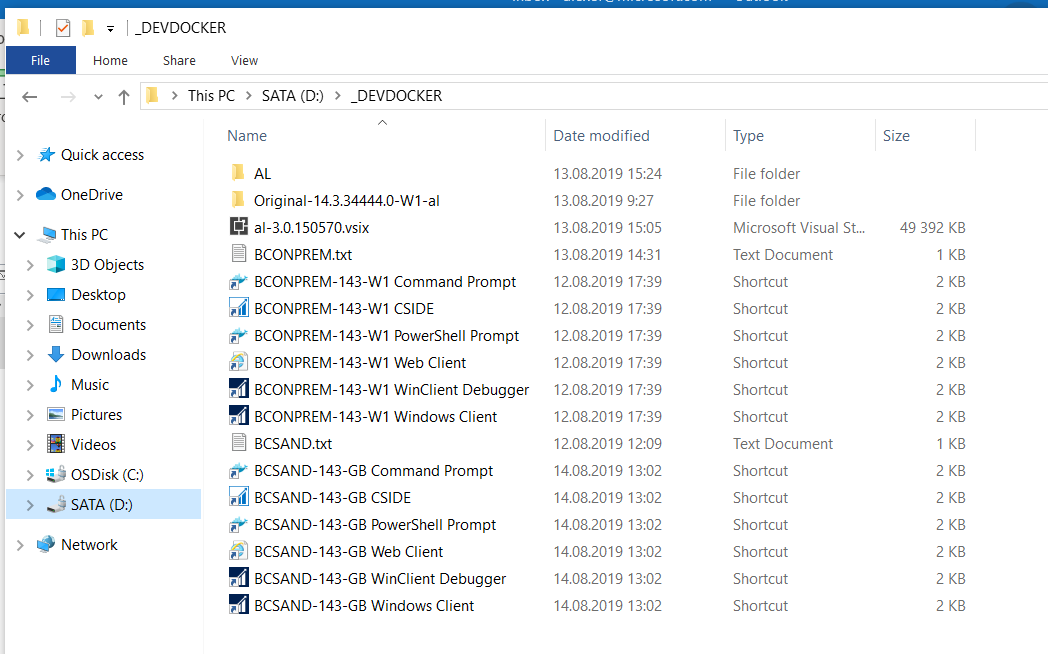 _DEVDOCKER
File Home Share View
This PC > SATA (D:) > _DEVDOCKER
Name Date modified Type Size
Quick access
OneDrive
This PC
3D Objects
Desktop
Documents
Downloads
Music
Pictures
Videos
OSDisk (C:)
SATA (D:)
Network
AL 13.08.2019 15:24 File folder
Original-14.3.34444.0-W1-al 13.08.2019 9:27 File folder
al-3.0.150570.vsix 13.08.2019 15:05 Microsoft Visual St... 49 392 KB
BCONPREM.txt 13.08.2019 14:31 Text Document 1 KB
BCONPREM-143-W1 Command Prompt 12.08.2019 17:39 Shortcut 2 KB
BCONPREM-143-W1 CSIDE 12.08.2019 17:39 Shortcut 2 KB
BCONPREM-143-W1 PowerShell Prompt 12.08.2019 17:39 Shortcut 2 KB
BCONPREM-143-W1 Web Client 12.08.2019 17:39 Shortcut 2 KB
BCONPREM-143-W1 WinClient Debugger 12.08.2019 17:39 Shortcut 2 KB
BCONPREM-143-W1 Windows Client 12.08.2019 17:39 Shortcut 2 KB
BCSAND.txt 12.08.2019 12:09 Text Document 1 KB
BCSAND-143-GB Command Prompt 14.08.2019 13:02 Shortcut 2 KB
BCSAND-143-GB CSIDE 14.08.2019 13:02 Shortcut 2 KB
BCSAND-143-GB PowerShell Prompt 14.08.2019 13:02 Shortcut 2 KB
BCSAND-143-GB Web Client 14.08.2019 13:02 Shortcut 2 KB
BCSAND-143-GB WinClient Debugger 14.08.2019 13:02 Shortcut 2 KB
BCSAND-143-GB Windows Client 14.08.2019 13:02 Shortcut 2 KB